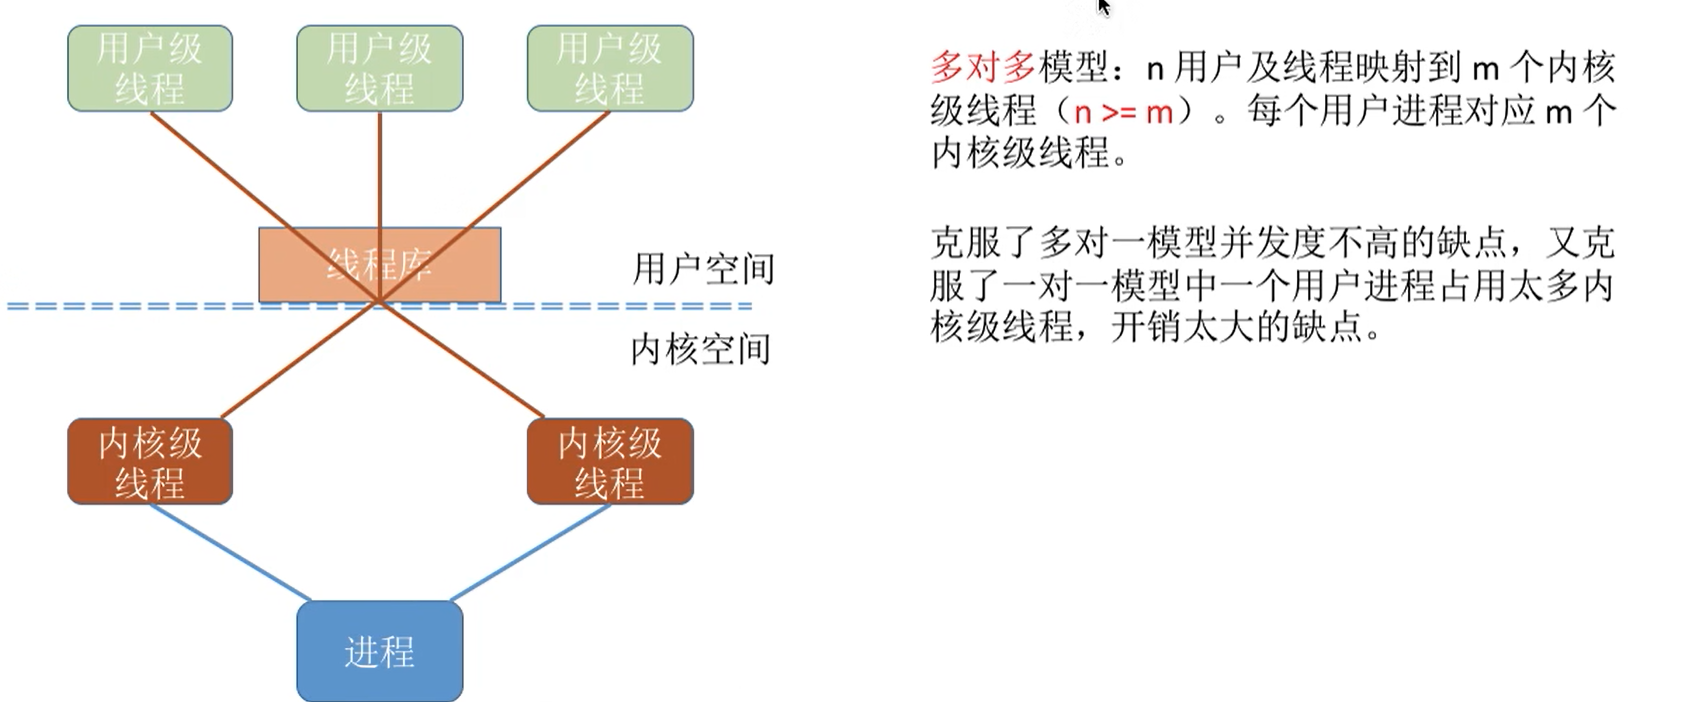 用户级
线程
用户级
线程
用户级
线程
线程库
用户空间
内核空间
内核级
线程
内核级
线程
进程
多对多模型：n 用户及线程映射到 m 个内核
级线程（n >= m）。每个用户进程对应 m 个
内核级线程。
克服了多对一模型并发度不高的缺点，又克
服了一对一模型中一个用户进程占用太多内
核级线程，开销太大的缺点。